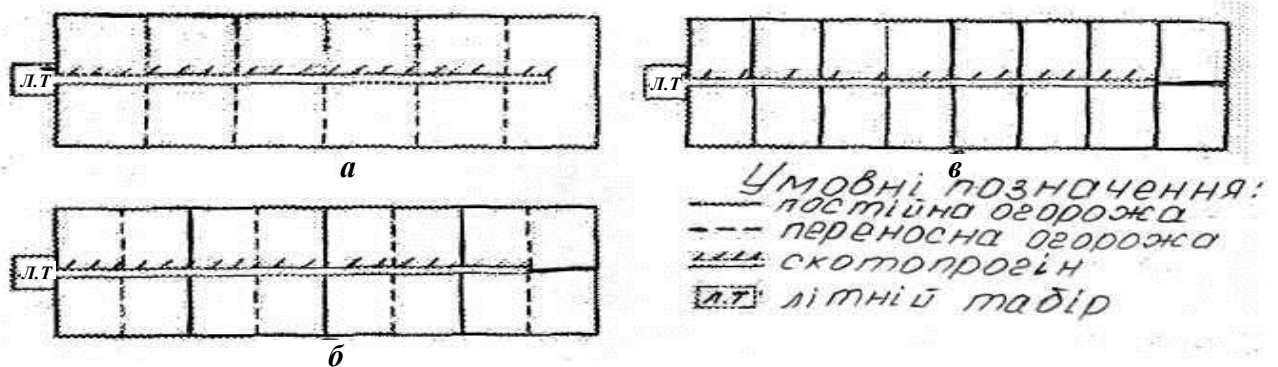 Л.Т
а
Л.Т
в
Л.Т
б
Умовні позначення:
постійна огорожа
переносна огорожа
скотопрогін
Л.Т літній табір